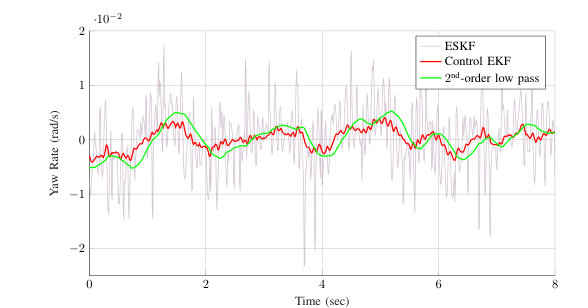 ·10⁻²
2
ESKF
Control EKF
2ⁿᵈ-order low pass
1
0
−1
−2
Yaw Rate (rad/s)
0 2 4 6 8
Time (sec)